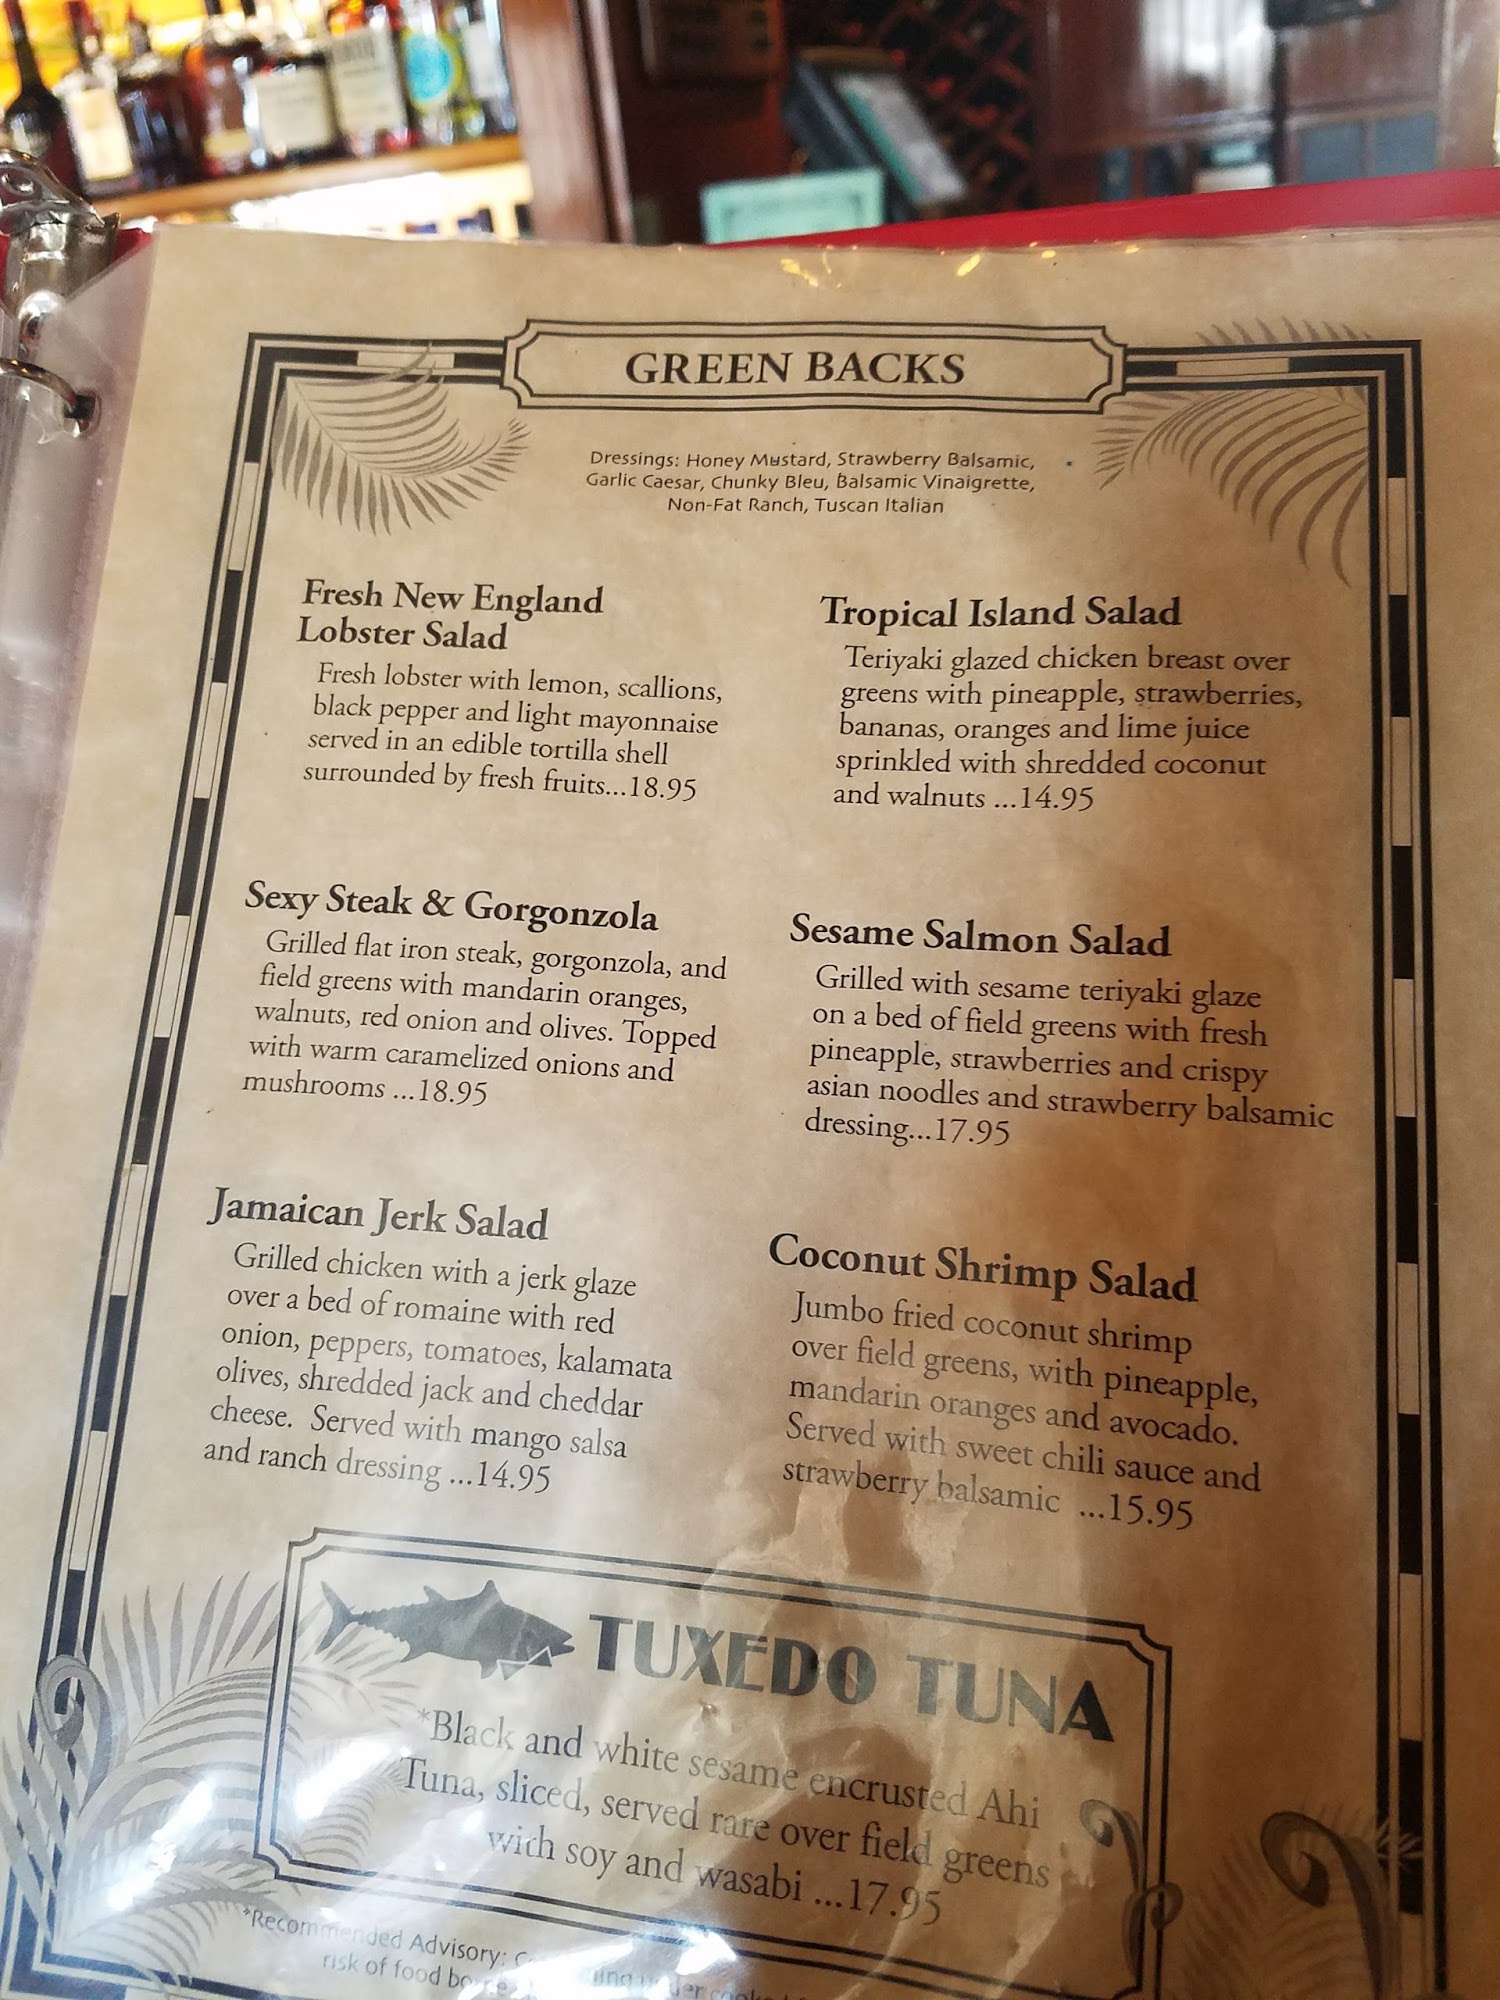 GREEN BACKS
Dressings: Honey Mustard, Strawberry Balsamic,
Garlic Caesar, Chunky Bleu, Balsamic Vinaigrette,
Non-Fat Ranch, Tuscan Italian
Fresh New England
Lobster Salad
Fresh lobster with lemon, scallions,
black pepper and light mayonnaise
served in an edible tortilla shell
surrounded by fresh fruits...18.95
Sexy Steak & Gorgonzola
Grilled flat iron steak, gorgonzola, and
field greens with mandarin oranges,
walnuts, red onion and olives. Topped
with warm caramelized onions and
mushrooms ...18.95
Jamaican Jerk Salad
Grilled chicken with a jerk glaze
over a bed of romaine with red
onion, peppers, tomatoes, kalamata
olives, shredded jack and cheddar
cheese. Served with mango salsa
and ranch dressing ...14.95
Tropical Island Salad
Teriyaki glazed chicken breast over
greens with pineapple, strawberries,
bananas, oranges and lime juice
sprinkled with shredded coconut
and walnuts ...14.95
Sesame Salmon Salad
Grilled with sesame teriyaki glaze
on a bed of field greens with fresh
pineapple, strawberries and crispy
asian noodles and strawberry balsamic
dressing...17.95
Coconut Shrimp Salad
Jumbo fried coconut shrimp
over field greens, with pineapple,
mandarin oranges and avocado.
Served with sweet chili sauce and
strawberry balsamic ...15.95
TUXEDO TUNA
*Black and white sesame encrusted Ahi
Tuna, sliced, served rare over field greens
with soy and wasabi ...17.95
*Recommended Advisory:
risk of food